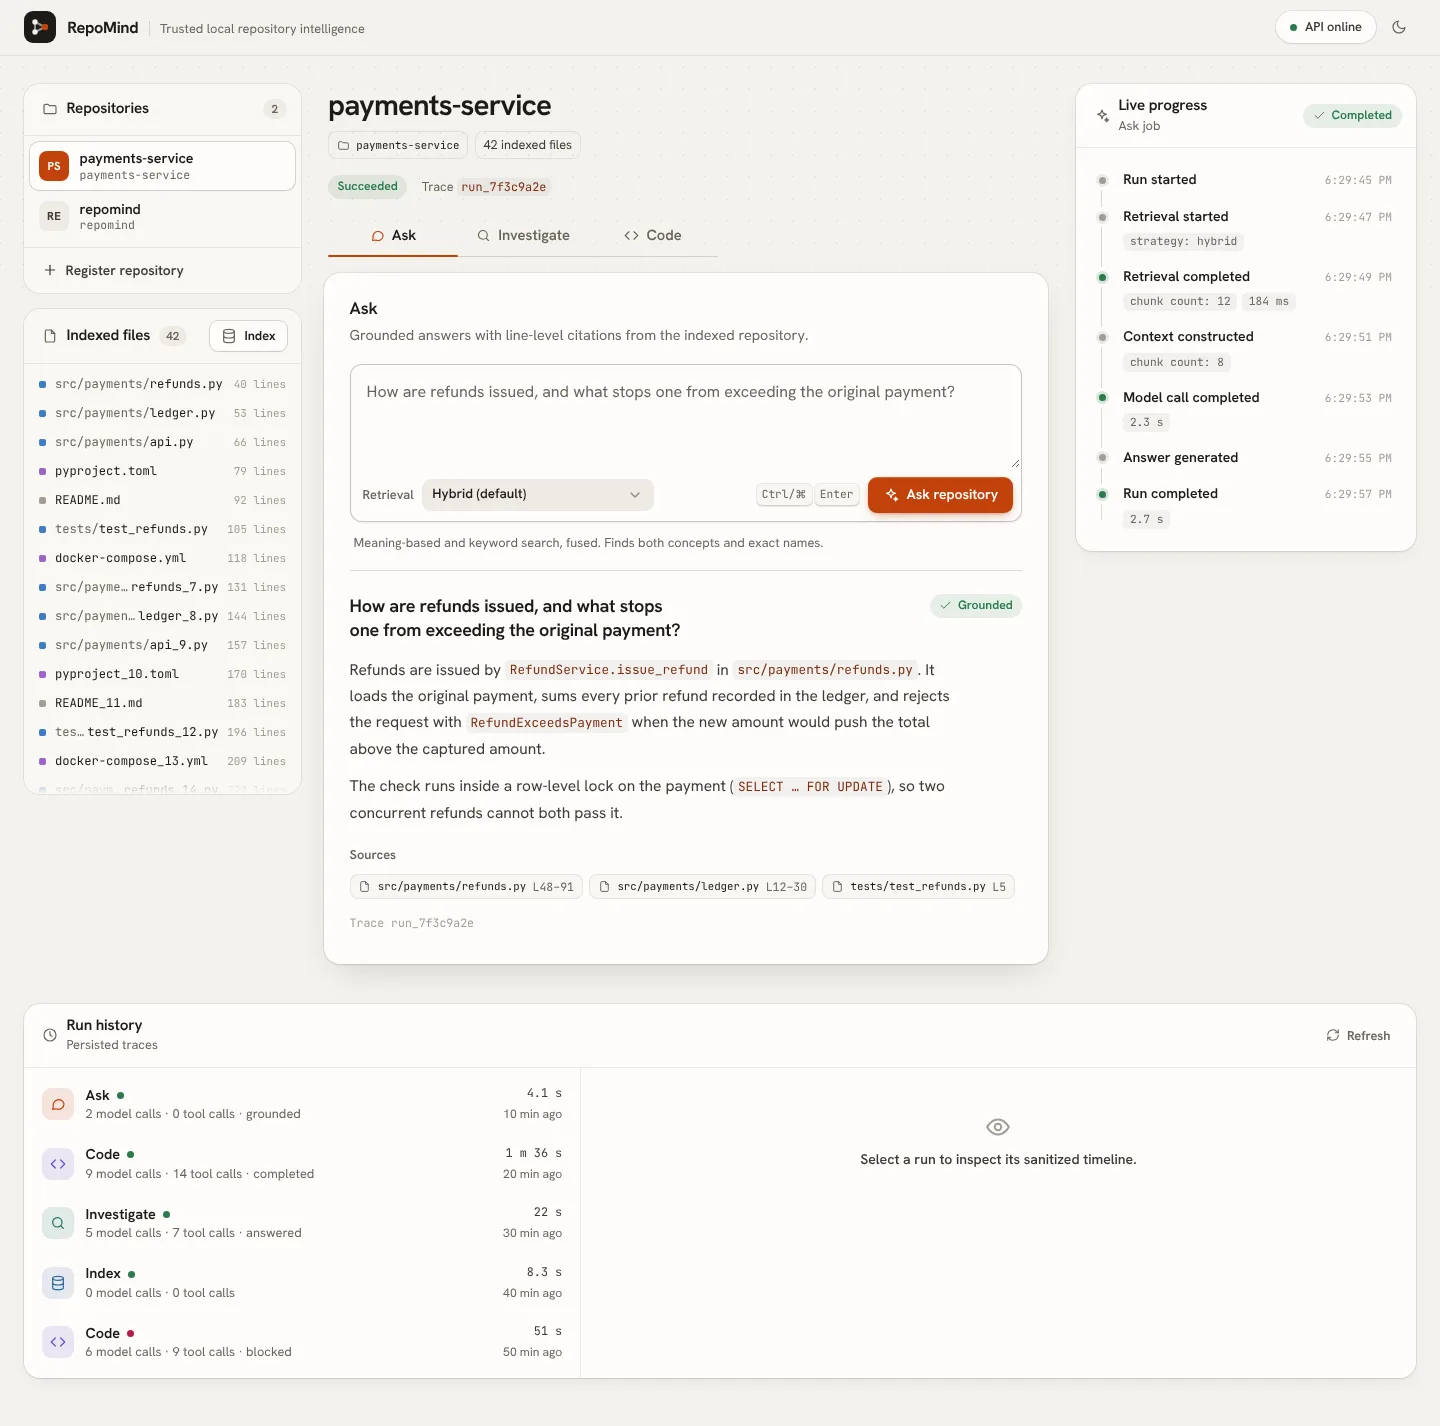 RepoMind
Trusted local repository intelligence
API online
Repositories
2
PS
payments-service
payments-service
RE
repomind
repomind
Register repository
Indexed files
42
Index
src/payments/refunds.py 40 lines
src/payments/ledger.py 53 lines
src/payments/api.py 66 lines
pyproject.toml 79 lines
README.md 92 lines
tests/test_refunds.py 105 lines
docker-compose.yml 118 lines
src/payme…refunds_7.py 131 lines
src/paymen…ledger_8.py 144 lines
src/payments/api_9.py 157 lines
pyproject_10.toml 170 lines
README_11.md 183 lines
tes…test_refunds_12.py 196 lines
docker-compose_13.yml 209 lines
payments-service
payments-service
42 indexed files
Succeeded
Trace run_7f3c9a2e
Ask
Investigate
Code
Ask
Grounded answers with line-level citations from the indexed repository.
How are refunds issued, and what stops one from exceeding the original payment?
Retrieval
Hybrid (default)
Ctrl/⌘
Enter
Ask repository
Meaning-based and keyword search, fused. Finds both concepts and exact names.
How are refunds issued, and what stops
one from exceeding the original payment?
Grounded
Refunds are issued by RefundService.issue_refund in src/payments/refunds.py. It
loads the original payment, sums every prior refund recorded in the ledger, and rejects
the request with RefundExceedsPayment when the new amount would push the total
above the captured amount.
The check runs inside a row-level lock on the payment (SELECT … FOR UPDATE), so two
concurrent refunds cannot both pass it.
Sources
src/payments/refunds.py L48–91
src/payments/ledger.py L12–30
tests/test_refunds.py L5
Trace run_7f3c9a2e
Live progress
Ask job
Completed
Run started 6:29:45 PM
Retrieval started 6:29:47 PM
strategy: hybrid
Retrieval completed 6:29:49 PM
chunk count: 12 184 ms
Context constructed 6:29:51 PM
chunk count: 8
Model call completed 6:29:53 PM
2.3 s
Answer generated 6:29:55 PM
Run completed 6:29:57 PM
2.7 s
Run history
Persisted traces
Refresh
Ask 4.1 s
2 model calls · 0 tool calls · grounded 10 min ago
Code 1 m 36 s
9 model calls · 14 tool calls · completed 20 min ago
Investigate 22 s
5 model calls · 7 tool calls · answered 30 min ago
Index 8.3 s
0 model calls · 0 tool calls 40 min ago
Code 51 s
6 model calls · 9 tool calls · blocked 50 min ago
Select a run to inspect its sanitized timeline.